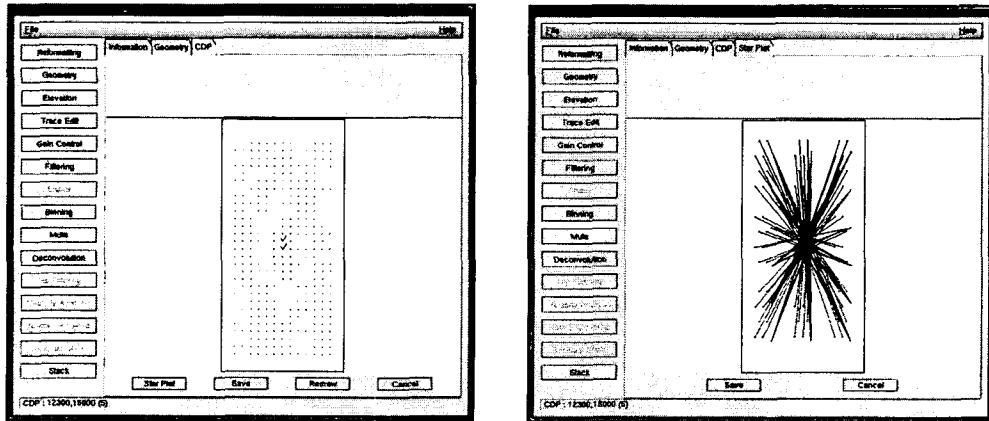 File Help
Information Geometry CDP
Reformatting
Geometry
Elevation
Trace Edit
Gain Control
Filtering
Binning
Mute
Deconvolution
Stack
Star Plot Save Redraw Cancel
CDP : 12300,15000 (5)
File Help
Information Geometry CDP Star Plot
Reformatting
Geometry
Elevation
Trace Edit
Gain Control
Filtering
Binning
Mute
Deconvolution
Stack
Save Cancel
CDP : 12300,15000 (5)